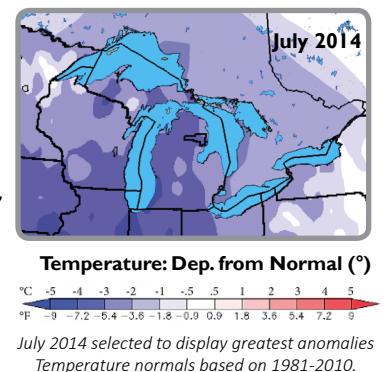 July 2014
Temperature: Dep. from Normal (°)
°C -5 -4 -3 -2 -1 -.5 .5 1 2 3 4 5
°F -9 -7.2 -5.4 -3.6 -1.8 -0.9 0.9 1.8 3.6 5.4 7.2 9
July 2014 selected to display greatest anomalies
Temperature normals based on 1981-2010.